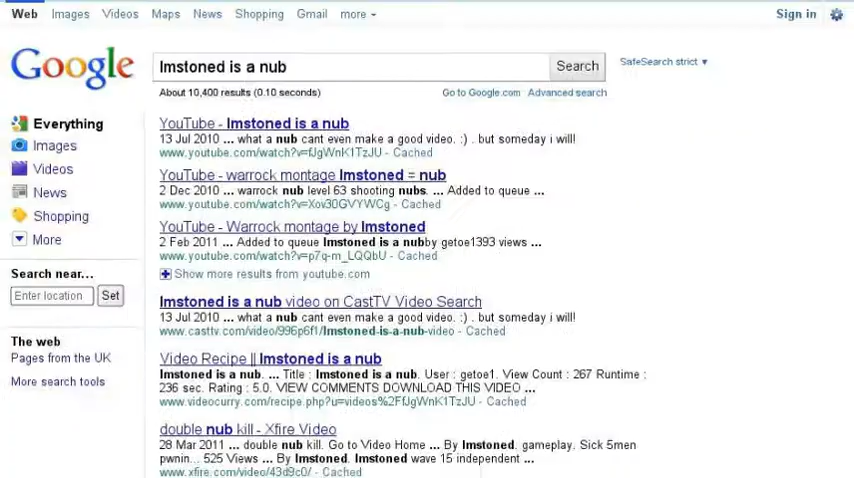 Web Images Videos Maps News Shopping Gmail more Sign in
Google
Imstoned is a nub Search SafeSearch strict
About 10,400 results (0.10 seconds) Go to Google.com Advanced search
Everything
Images
Videos
News
Shopping
More
Search near...
Enter location Set
The web
Pages from the UK
More search tools
YouTube - Imstoned is a nub
13 Jul 2010 ... what a nub cant even make a good video. :) . but someday i will!
www.youtube.com/watch?v=fJgWnK1TzJU - Cached
YouTube - warrock montage Imstoned = nub
2 Dec 2010 ... warrock nub level 63 shooting nubs. ... Added to queue ...
www.youtube.com/watch?v=Xov30GVYWCg - Cached
YouTube - Warrock montage by Imstoned
2 Feb 2011 ... Added to queue Imstoned is a nubby getoe1393 views ...
www.youtube.com/watch?v=p7q-m_LQQbU - Cached
Show more results from youtube.com
Imstoned is a nub video on CastTV Video Search
13 Jul 2010 ... what a nub cant even make a good video. :) . but someday i will!
www.casttv.com/video/996p6f1/Imstoned-is-a-nub-video - Cached
Video Recipe || Imstoned is a nub
Imstoned is a nub. ... Title : Imstoned is a nub. User : getoe1. View Count : 267 Runtime :
236 sec. Rating : 5.0. VIEW COMMENTS DOWNLOAD THIS VIDEO ...
www.videocurry.com/recipe.php?u=videos%2FfJgWnK1TzJU - Cached
double nub kill - Xfire Video
28 Mar 2011 ... double nub kill. Go to Video Home ... By Imstoned. gameplay. Sick 5men
pwnin... 525 Views ... By Imstoned. Imstoned wave 15 independent ...
www.xfire.com/video/43d9c0/ - Cached